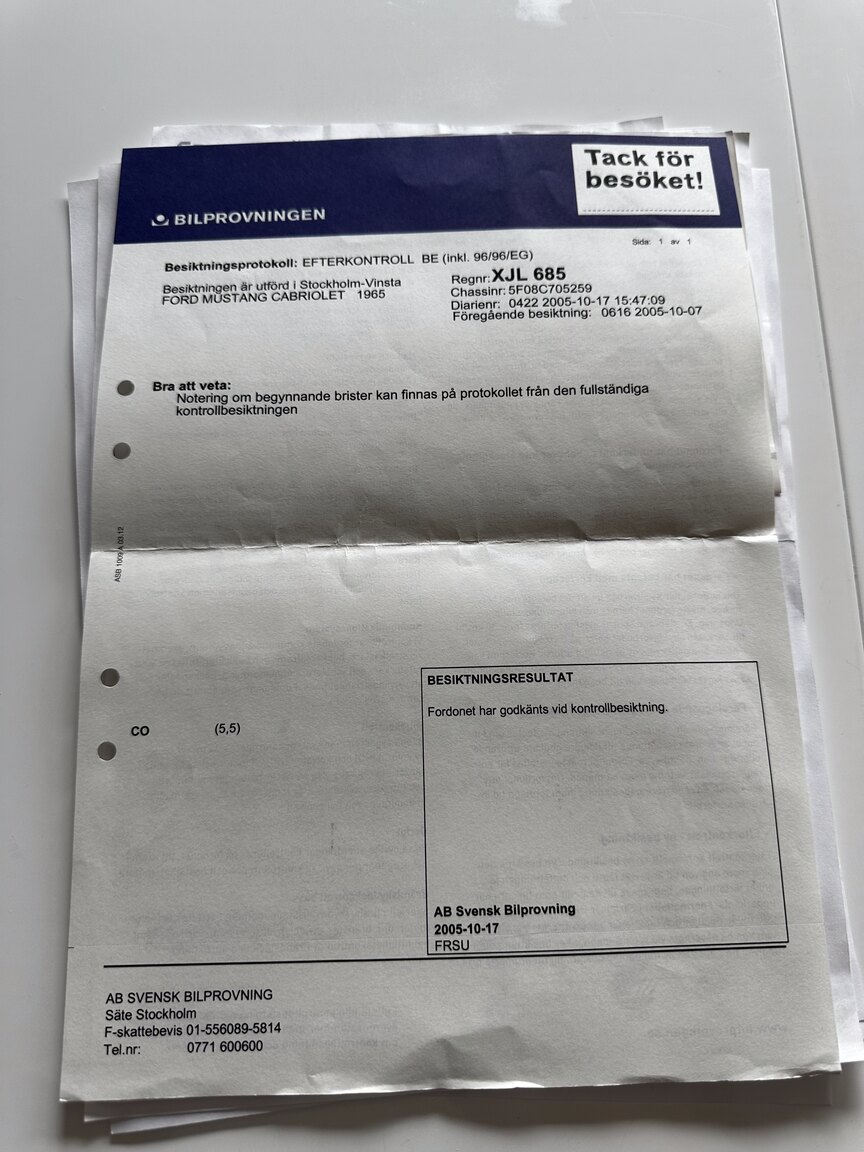 Tack för
besöket!
BILPROVNINGEN
Sida: 1 av 1
Besiktningsprotokoll: EFTERKONTROLL BE (inkl. 96/96/EG)
Besiktningen är utförd i Stockholm-Vinsta
FORD MUSTANG CABRIOLET 1965
Regnr: XJL 685
Chassinr: 5F08C705259
Diarienr: 0422 2005-10-17 15:47:09
Föregående besiktning: 0616 2005-10-07
Bra att veta:
Notering om begynnande brister kan finnas på protokollet från den fullständiga
kontrollbesiktningen
ASB 1009 A 03.12
BESIKTNINGSRESULTAT
Fordonet har godkänts vid kontrollbesiktning.
CO (5,5)
AB Svensk Bilprovning
2005-10-17
FRSU
AB SVENSK BILPROVNING
Säte Stockholm
F-skattebevis 01-556089-5814
Tel.nr: 0771 600600